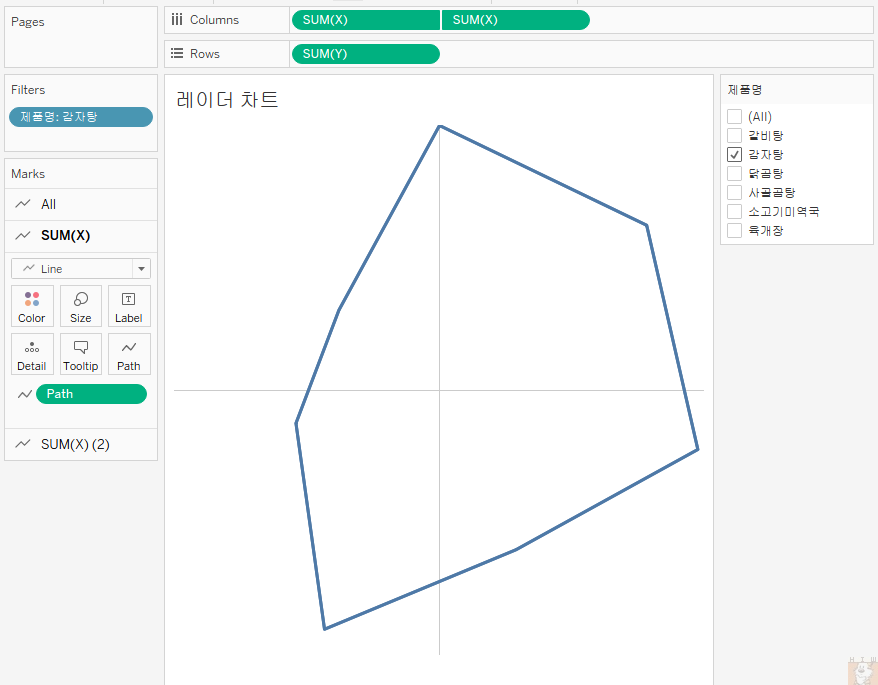 Pages
Columns
SUM(X)
SUM(X)
Rows
SUM(Y)
Filters
제품명: 감자탕
Marks
All
SUM(X)
Line
Color
Size
Label
Detail
Tooltip
Path
Path
SUM(X) (2)
레이더 차트
제품명
(All)
갈비탕
감자탕
닭곰탕
사골곰탕
소고기미역국
육개장